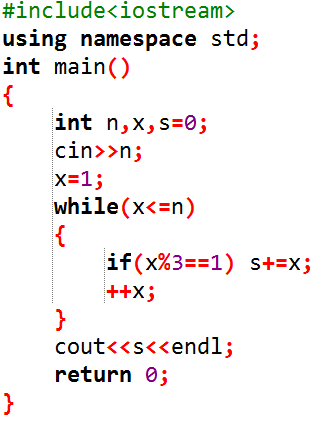 #include<iostream>
using namespace std;
int main()
{
    int n,x,s=0;
    cin>>n;
    x=1;
    while(x<=n)
    {
        if(x%3==1) s+=x;
        ++x;
    }
    cout<<s<<endl;
    return 0;
}